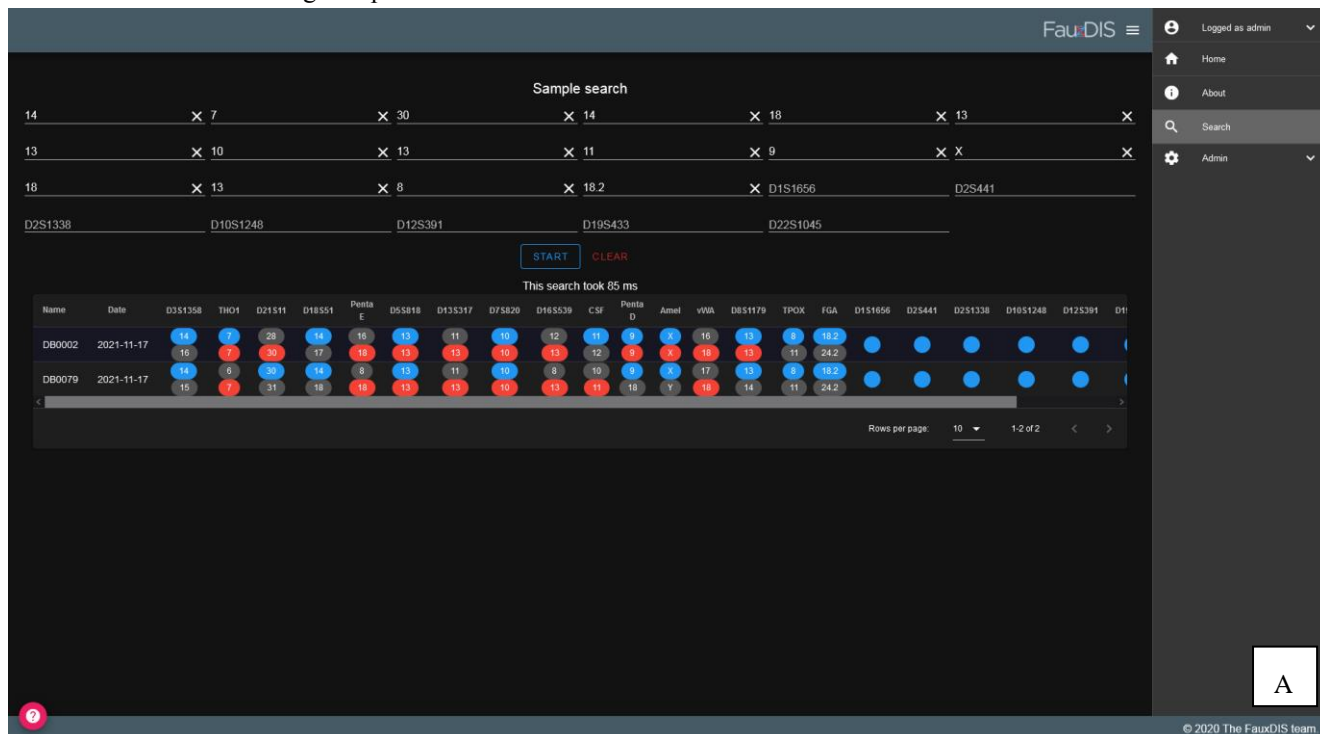 FauxDIS
Logged as admin
Home
About
Search
Admin
Sample search
14 7 30 14 18 13
13 10 13 11 9 X
18 13 8 18.2 D1S1656 D2S441
D2S1338 D10S1248 D12S391 D19S433 D22S1045
START CLEAR
This search took 85 ms
Name Date D3S1358 THO1 D21S11 D18S51 Penta E D5S818 D13S317 D7S820 D16S539 CSF Penta D Amel vWA D8S1179 TPOX FGA D1S1656 D2S441 D2S1338 D10S1248 D12S391
DB0002 2021-11-17
14 7 28 14 16 13 11 10 12 11 9 X 16 13 8 18.2
16 7 30 17 18 13 13 10 13 12 9 X 18 13 11 24.2
DB0079 2021-11-17
14 6 30 14 8 13 11 10 8 10 9 X 17 13 8 18.2
15 7 31 18 18 13 13 10 13 11 18 Y 18 14 11 24.2
Rows per page: 10 1-2 of 2
A
© 2020 The FauxDIS team